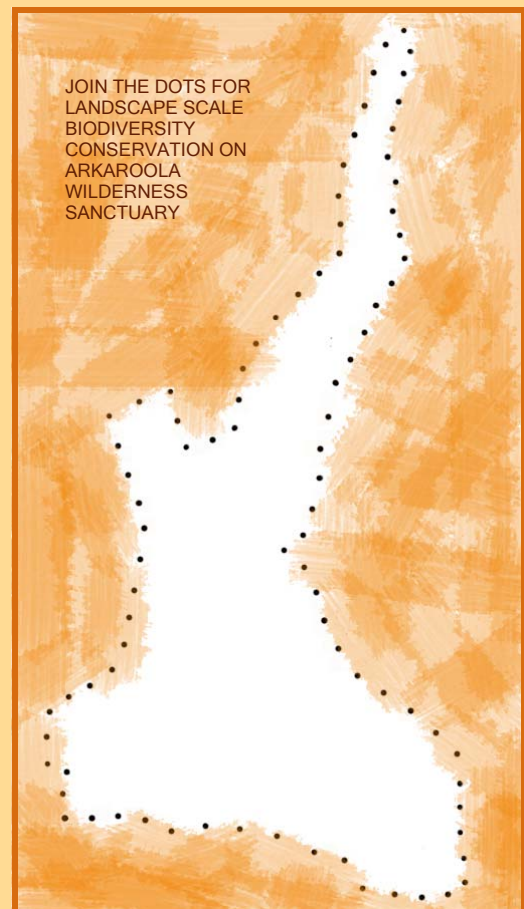 JOIN THE DOTS FOR
LANDSCAPE SCALE
BIODIVERSITY
CONSERVATION ON
ARKAROOLA
WILDERNESS
SANCTUARY